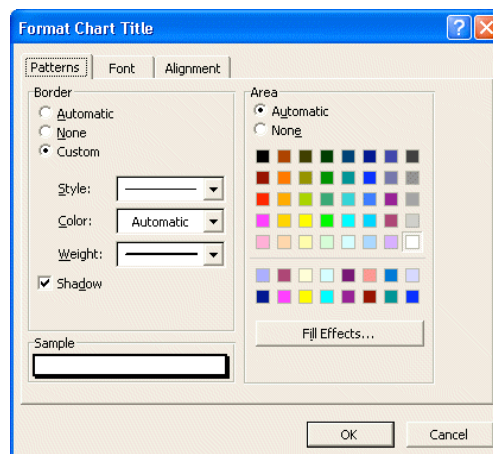 Format Chart Title
Patterns Font Alignment
Border
Automatic
None
Custom
Style:
Color: Automatic
Weight:
Shadow
Sample
Area
Automatic
None
Fill Effects...
OK Cancel